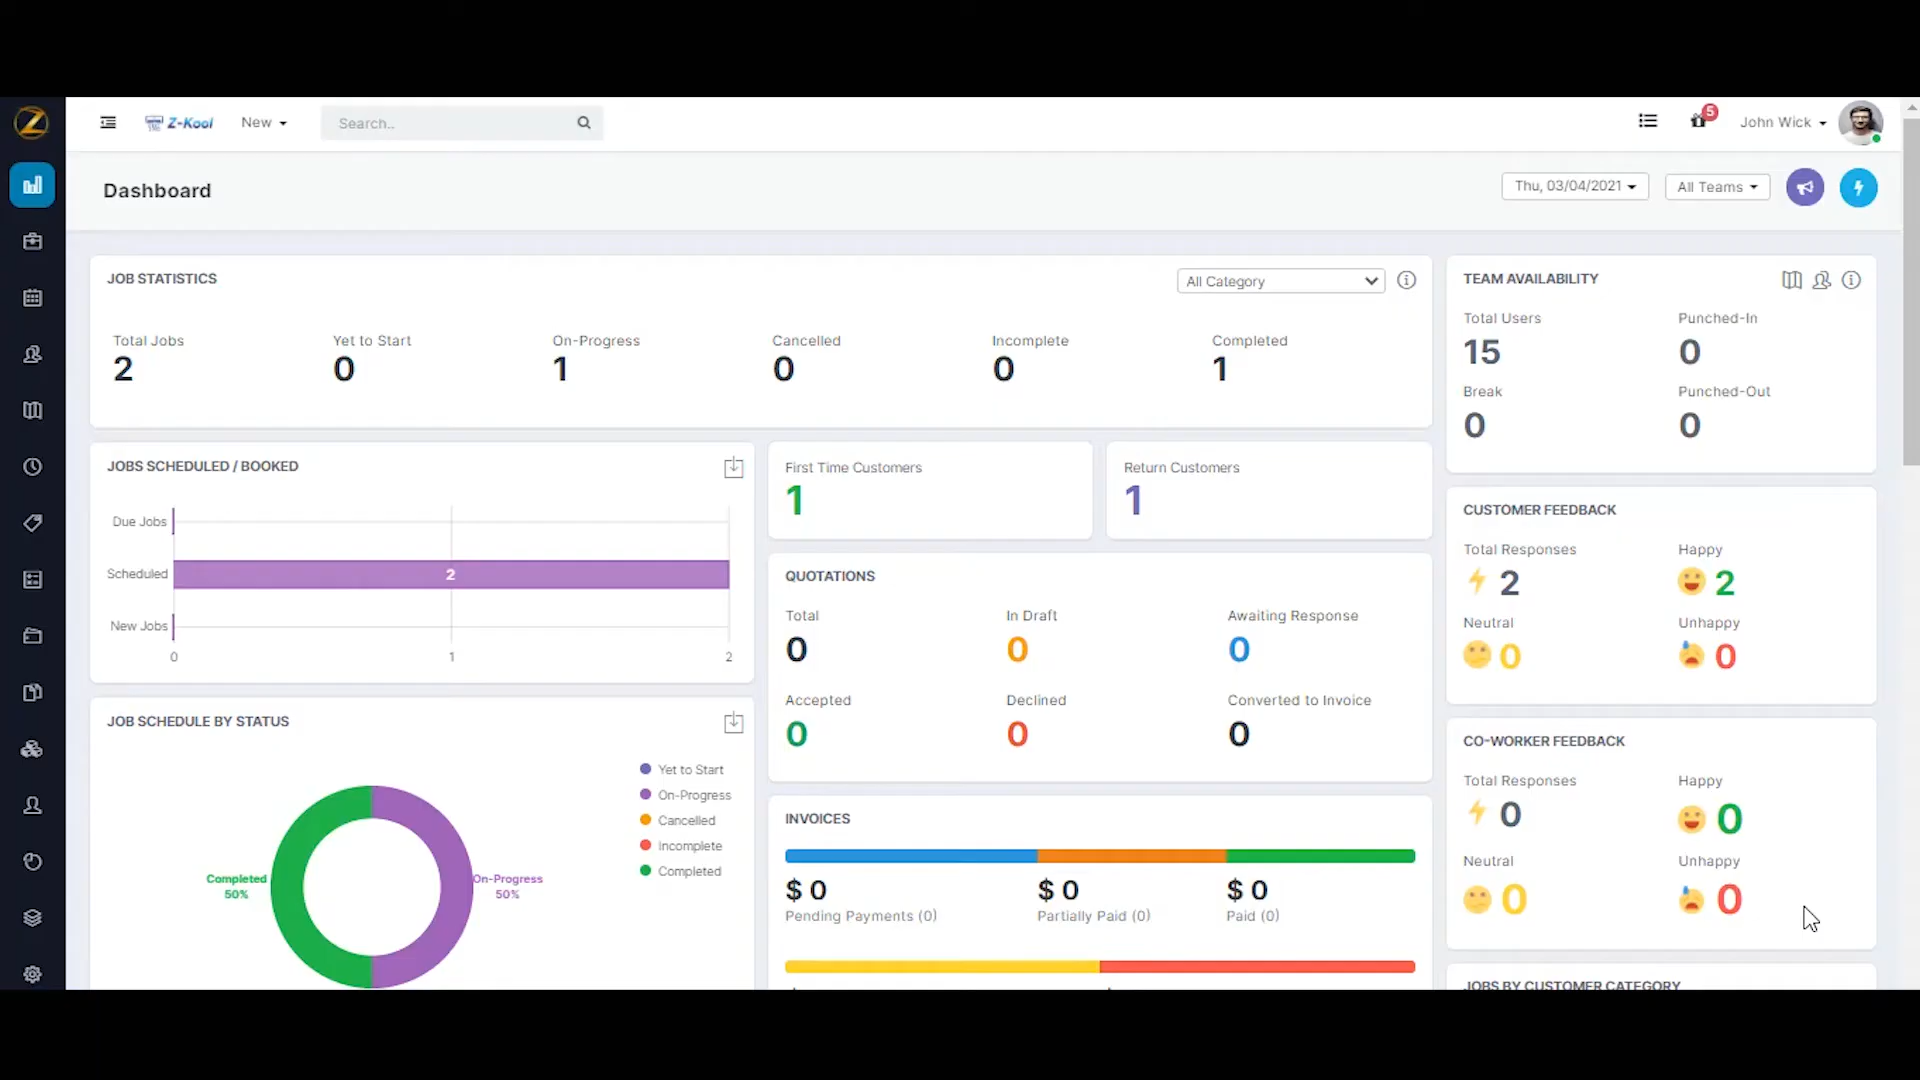 Z
Z-Kool
New
Search..
5
John Wick
Dashboard
Thu, 03/04/2021
All Teams
JOB STATISTICS
All Category
Total Jobs
2
Yet to Start
0
On-Progress
1
Cancelled
0
Incomplete
0
Completed
1
TEAM AVAILABILITY
Total Users
15
Punched-In
0
Break
0
Punched-Out
0
JOBS SCHEDULED / BOOKED
Due Jobs
Scheduled
2
New Jobs
0
1
2
First Time Customers
1
Return Customers
1
QUOTATIONS
Total
0
In Draft
0
Awaiting Response
0
Accepted
0
Declined
0
Converted to Invoice
0
CUSTOMER FEEDBACK
Total Responses
2
Happy
2
Neutral
0
Unhappy
0
JOB SCHEDULE BY STATUS
Yet to Start
On-Progress
Cancelled
Incomplete
Completed
Completed
50%
On-Progress
50%
INVOICES
$ 0
Pending Payments (0)
$ 0
Partially Paid (0)
$ 0
Paid (0)
CO-WORKER FEEDBACK
Total Responses
0
Happy
0
Neutral
0
Unhappy
0
JOBS BY CUSTOMER CATEGORY